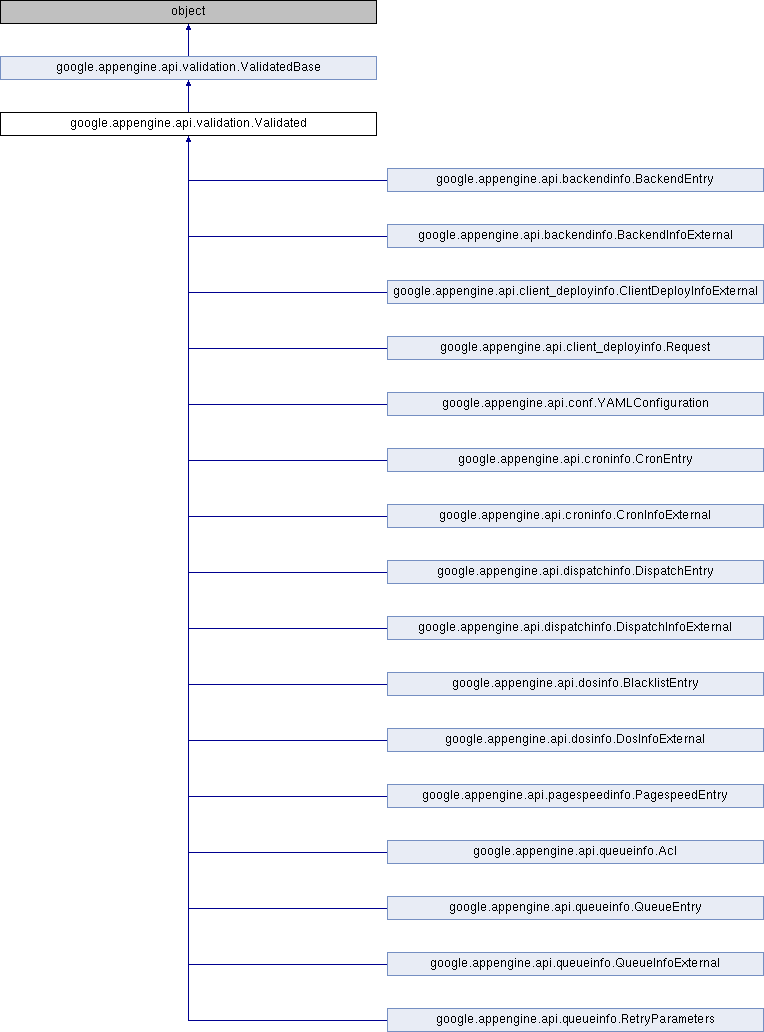 object
google.appengine.api.validation.ValidatedBase
google.appengine.api.validation.Validated
google.appengine.api.backendinfo.BackendEntry
google.appengine.api.backendinfo.BackendInfoExternal
google.appengine.api.client_deployinfo.ClientDeployInfoExternal
google.appengine.api.client_deployinfo.Request
google.appengine.api.conf.YAMLConfiguration
google.appengine.api.croninfo.CronEntry
google.appengine.api.croninfo.CronInfoExternal
google.appengine.api.dispatchinfo.DispatchEntry
google.appengine.api.dispatchinfo.DispatchInfoExternal
google.appengine.api.dosinfo.BlacklistEntry
google.appengine.api.dosinfo.DosInfoExternal
google.appengine.api.pagespeedinfo.PagespeedEntry
google.appengine.api.queueinfo.Acl
google.appengine.api.queueinfo.QueueEntry
google.appengine.api.queueinfo.QueueInfoExternal
google.appengine.api.queueinfo.RetryParameters